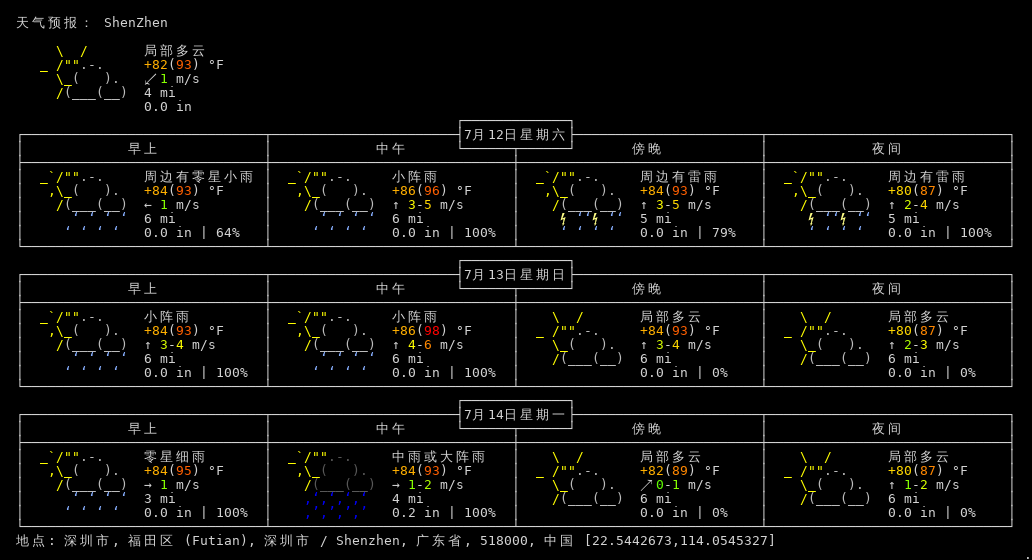 天气预报： ShenZhen
局部多云
+82(93) °F
↙ 1 m/s
4 mi
0.0 in
7月12日星期六
早上 中午 傍晚 夜间
周边有零星小雨 小阵雨 周边有雷雨 周边有雷雨
+84(93) °F +86(96) °F +84(93) °F +80(87) °F
← 1 m/s ↑ 3-5 m/s ↑ 3-5 m/s ↑ 2-4 m/s
6 mi 6 mi 5 mi 5 mi
0.0 in | 64% 0.0 in | 100% 0.0 in | 79% 0.0 in | 100%
7月13日星期日
早上 中午 傍晚 夜间
小阵雨 小阵雨 局部多云 局部多云
+84(93) °F +86(98) °F +84(93) °F +80(87) °F
↑ 3-4 m/s ↑ 4-6 m/s ↑ 3-4 m/s ↑ 2-3 m/s
6 mi 6 mi 6 mi 6 mi
0.0 in | 100% 0.0 in | 100% 0.0 in | 0% 0.0 in | 0%
7月14日星期一
早上 中午 傍晚 夜间
零星细雨 中雨或大阵雨 局部多云 局部多云
+84(95) °F +84(93) °F +82(89) °F +80(87) °F
→ 1 m/s → 1-2 m/s ↗ 0-1 m/s ↑ 1-2 m/s
3 mi 4 mi 6 mi 6 mi
0.0 in | 100% 0.2 in | 100% 0.0 in | 0% 0.0 in | 0%
地点: 深圳市, 福田区 (Futian), 深圳市 / Shenzhen, 广东省, 518000, 中国 [22.5442673,114.0545327]